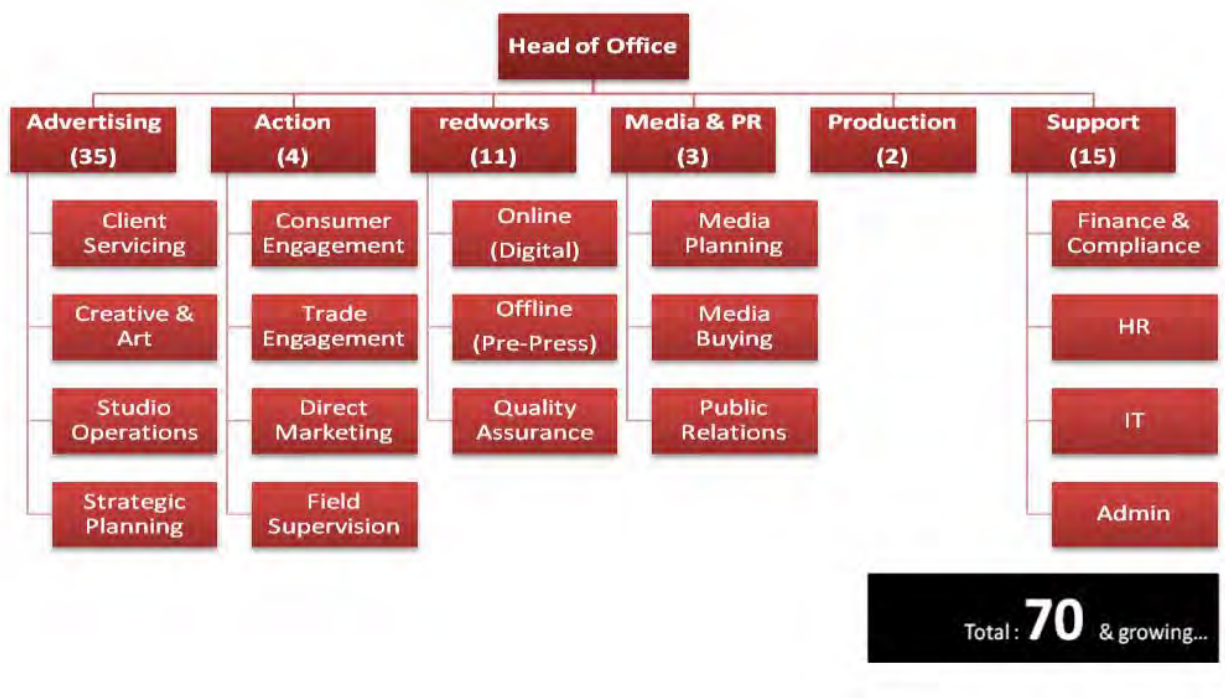 Head of Office
Advertising
(35)
Client
Servicing
Creative &
Art
Studio
Operations
Strategic
Planning
Action
(4)
Consumer
Engagement
Trade
Engagement
Direct
Marketing
Field
Supervision
redworks
(11)
Online
(Digital)
Offline
(Pre-Press)
Quality
Assurance
Media & PR
(3)
Media
Planning
Media
Buying
Public
Relations
Production
(2)
Support
(15)
Finance &
Compliance
HR
IT
Admin
Total : 70 & growing...